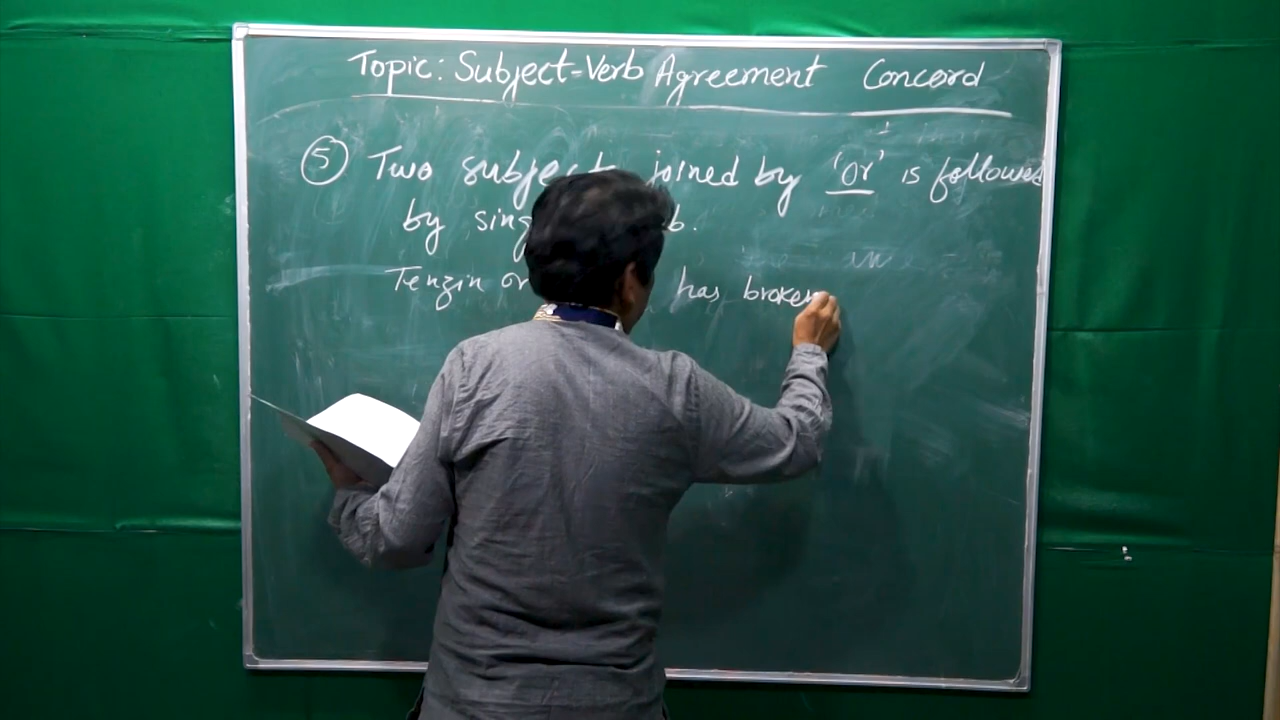 Topic: Subject-Verb Agreement Concord
5 Two subject joined by 'or' is followed
by
Tenzin or has broken